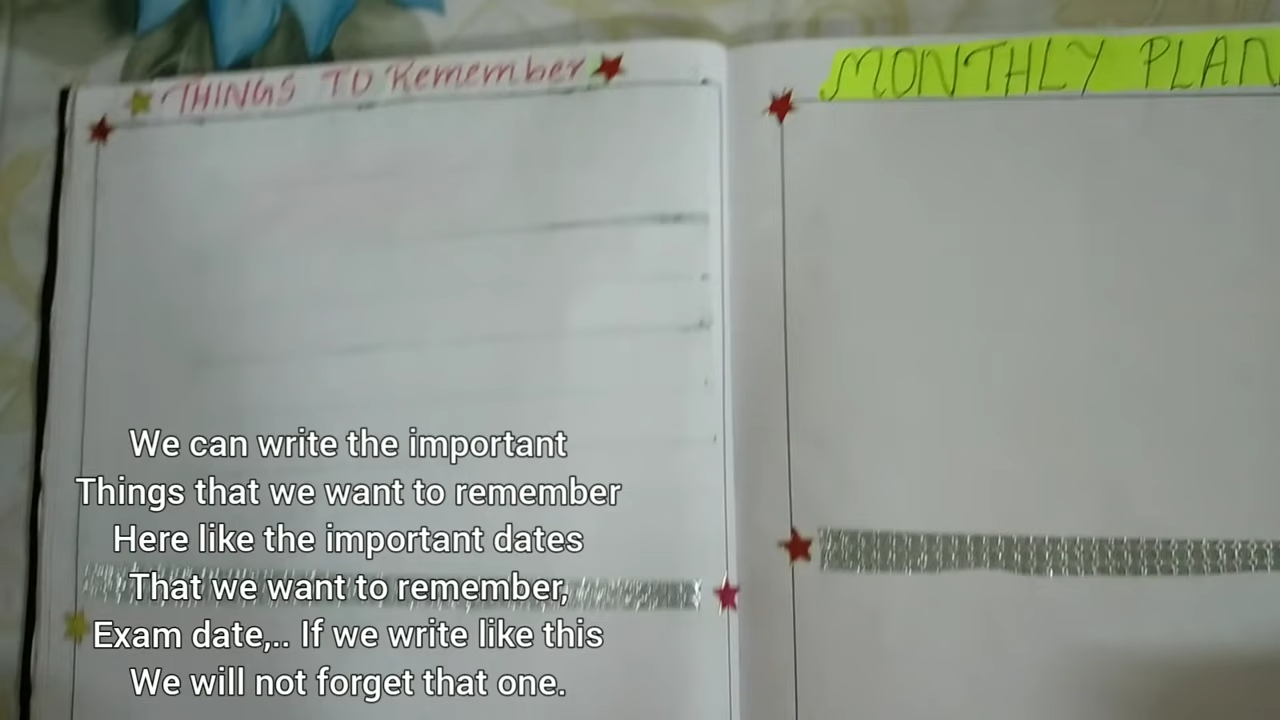 THINGS TO Remember
MONTHLY PLAN
We can write the important
Things that we want to remember
Here like the important dates
That we want to remember,
Exam date,.. If we write like this
We will not forget that one.